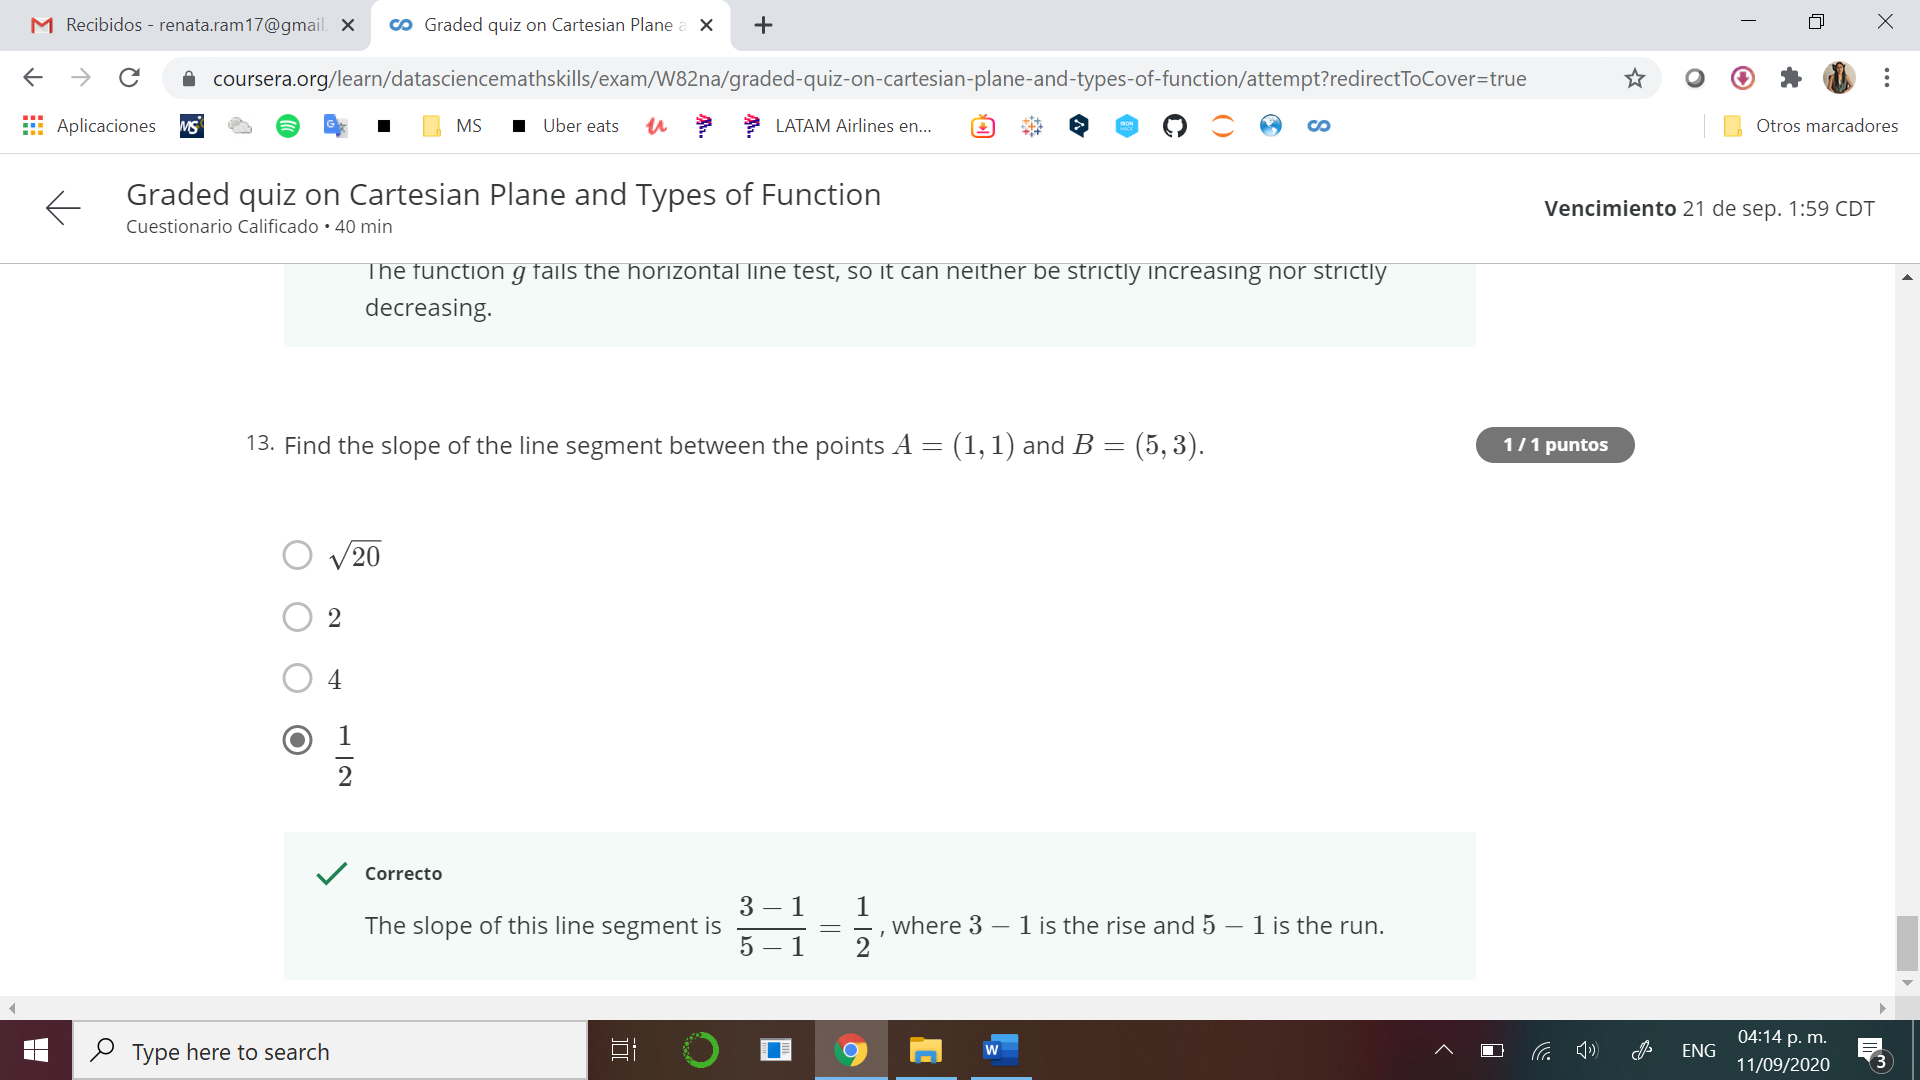 Recibidos - renata.ram17@gmail.
Graded quiz on Cartesian Plane a
coursera.org/learn/datasciencemathskills/exam/W82na/graded-quiz-on-cartesian-plane-and-types-of-function/attempt?redirectToCover=true
Aplicaciones MS MS Uber eats LATAM Airlines en... Otros marcadores
Graded quiz on Cartesian Plane and Types of Function
Cuestionario Calificado • 40 min
Vencimiento 21 de sep. 1:59 CDT
The function g fails the horizontal line test, so it can neither be strictly increasing nor strictly
decreasing.
13. Find the slope of the line segment between the points A = (1, 1) and B = (5, 3).
1 / 1 puntos
√20
2
4
1/2
Correcto
The slope of this line segment is (3 − 1)/(5 − 1) = 1/2, where 3 − 1 is the rise and 5 − 1 is the run.
Type here to search
W
ENG
04:14 p. m.
11/09/2020
3